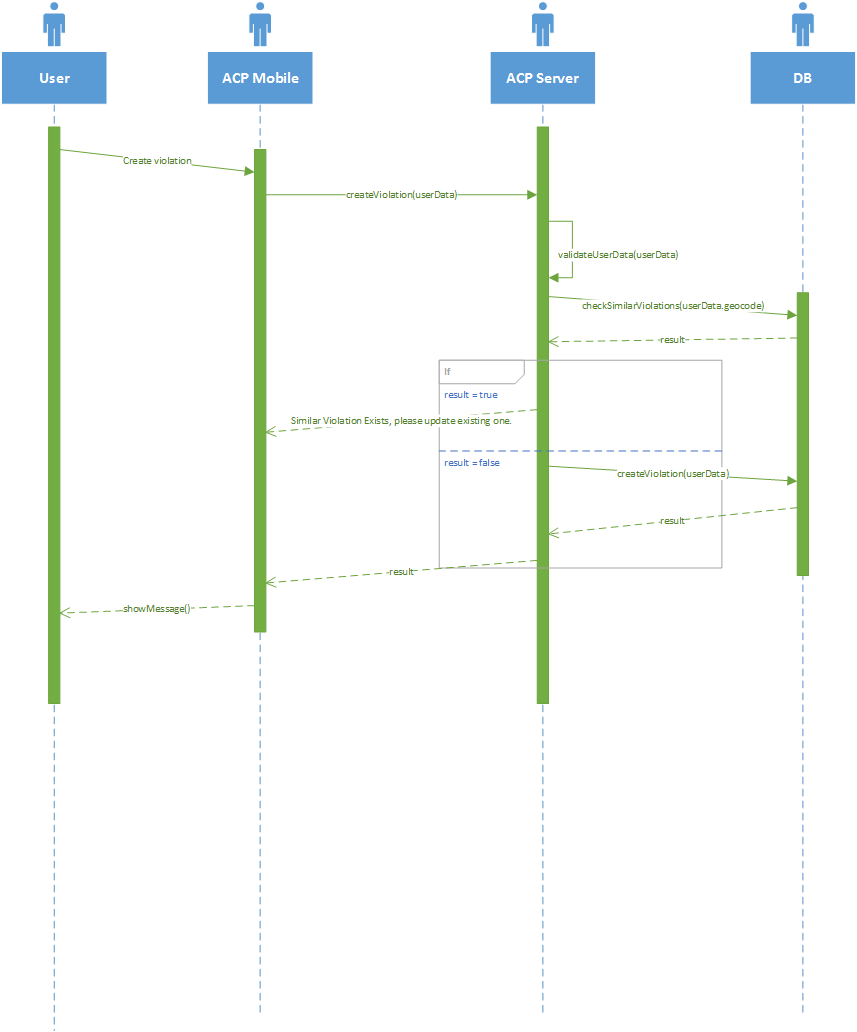 User
ACP Mobile
ACP Server
DB
Create violation
createViolation(userData)
validateUserData(userData)
checkSimilarViolations(userData.geocode)
result
If
result = true
Similar Violation Exists, please update existing one.
result = false
createViolation(userData)
result
result
showMessage()